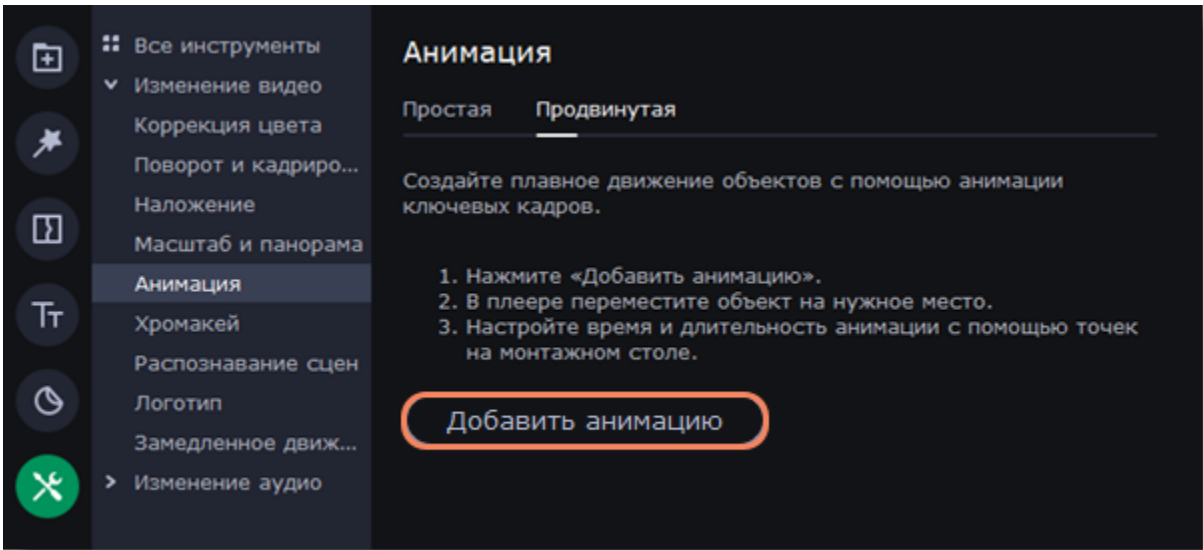 Все инструменты
Изменение видео
Коррекция цвета
Поворот и кадриро...
Наложение
Масштаб и панорама
Анимация
Хромакей
Распознавание сцен
Логотип
Замедленное движ...
Изменение аудио
Tт
Анимация
Простая Продвинутая
Создайте плавное движение объектов с помощью анимации
ключевых кадров.
1. Нажмите «Добавить анимацию».
2. В плеере переместите объект на нужное место.
3. Настройте время и длительность анимации с помощью точек
на монтажном столе.
Добавить анимацию